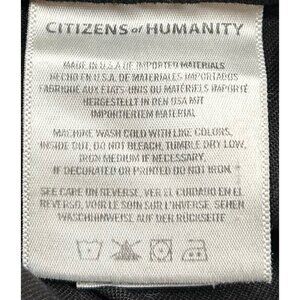 CITIZENS of HUMANITY
MADE IN U.S.A OF IMPORTED MATERIALS
HECHO EN U.S.A. DE MATERIALES IMPORTADOS
FABRIQUE AUX ETATS-UNIS OU MATÉRIELS IMPORTÉS
HERGESTELLT IN DEN USA MIT
IMPORTIERTEM MATERIAL
MACHINE WASH COLD WITH LIKE COLORS,
INSIDE OUT, DO NOT BLEACH, TUMBLE DRY LOW,
IRON MEDIUM IF NECESSARY.
IF DECORATED OR PRINTED DO NOT IRON
SEE CARE ON REVERSE. VER EL CUIDADO EN EL
REVERSO. VOIR LE SOIN SUR L'INVERSE. SEHEN
WASCHHINWEISE AUF DER RÜCKSEITE